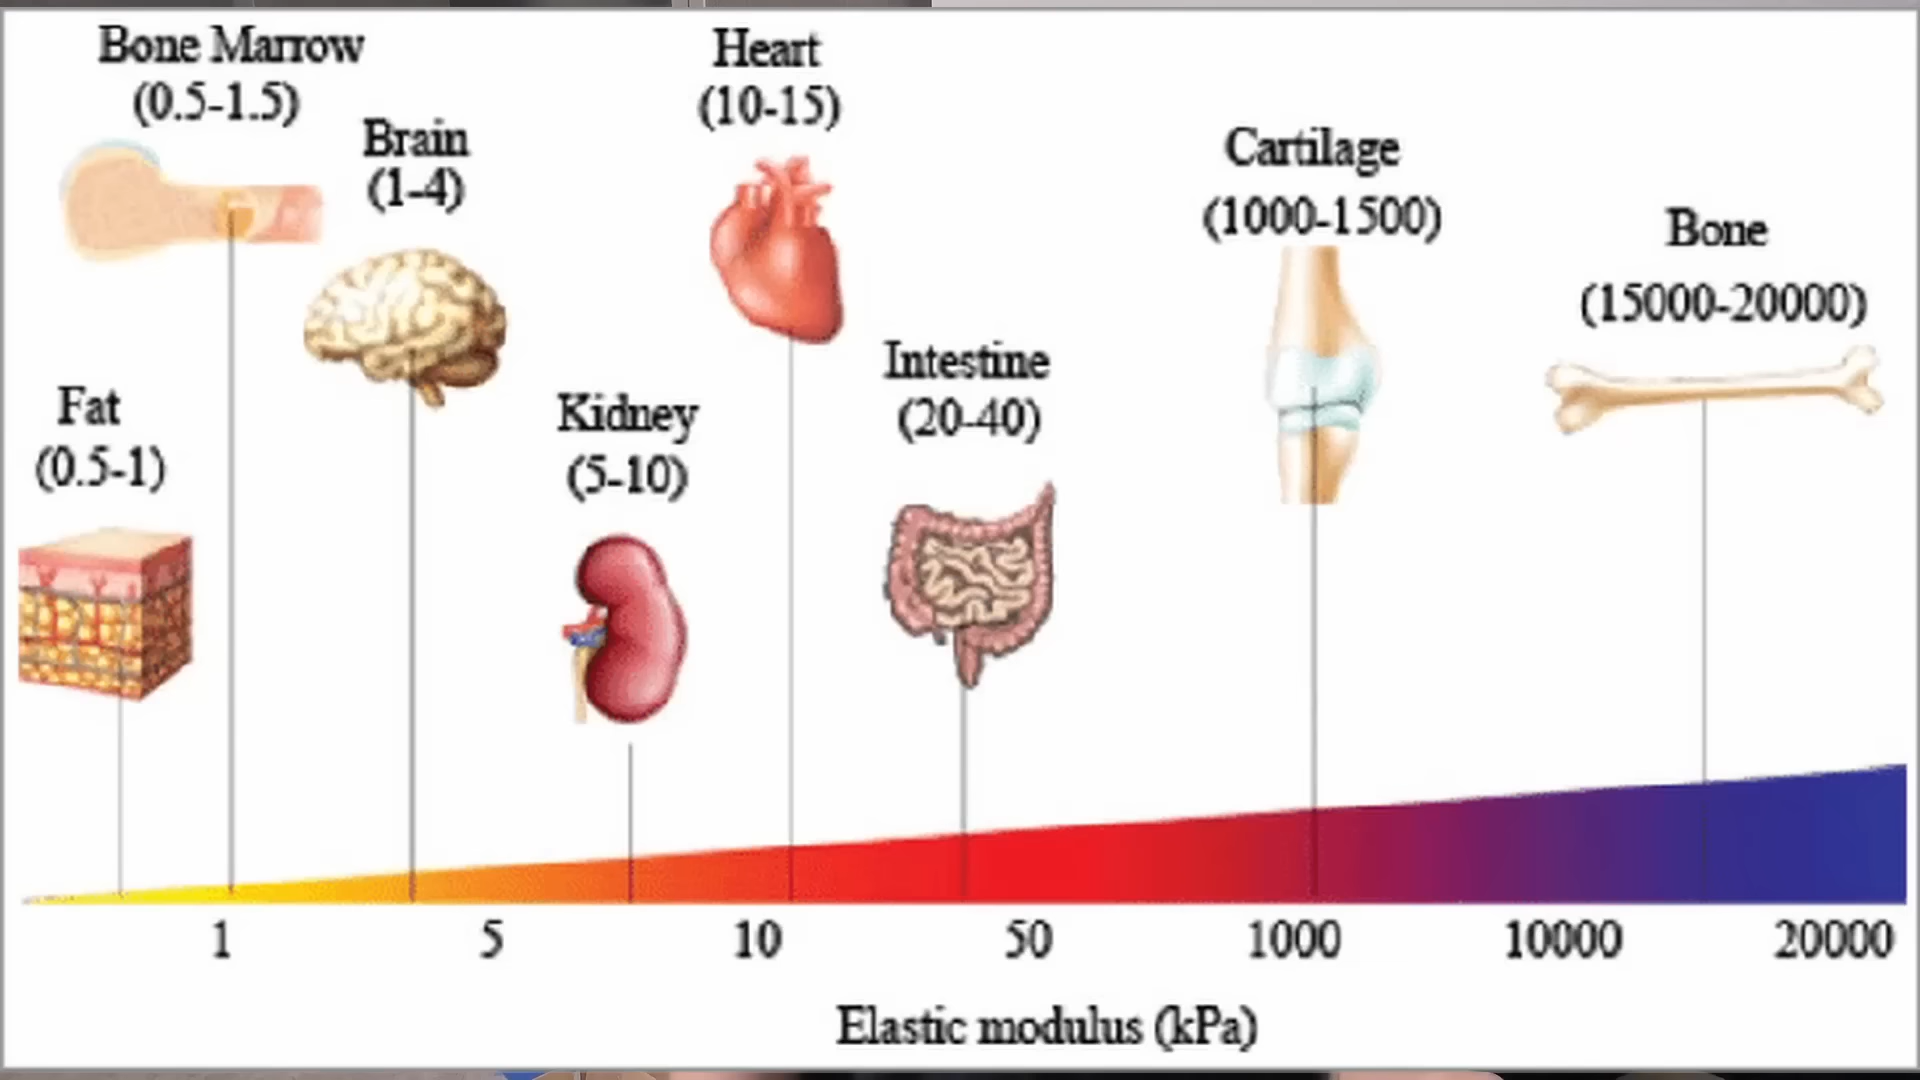 Bone Marrow
(0.5-1.5)
Brain
(1-4)
Heart
(10-15)
Cartilage
(1000-1500)
Bone
(15000-20000)
Fat
(0.5-1)
Kidney
(5-10)
Intestine
(20-40)
1 5 10 50 1000 10000 20000
Elastic modulus (kPa)